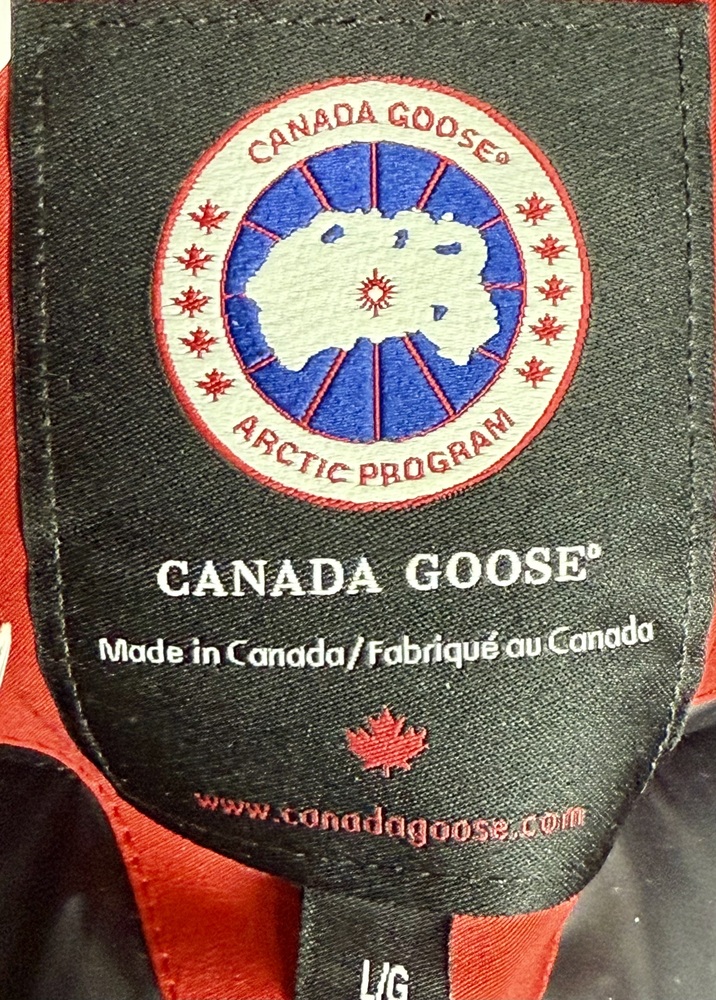 CANADA GOOSE®
ARCTIC PROGRAM
CANADA GOOSE®
Made in Canada/Fabriqué au Canada
www.canadagoose.com
L/G